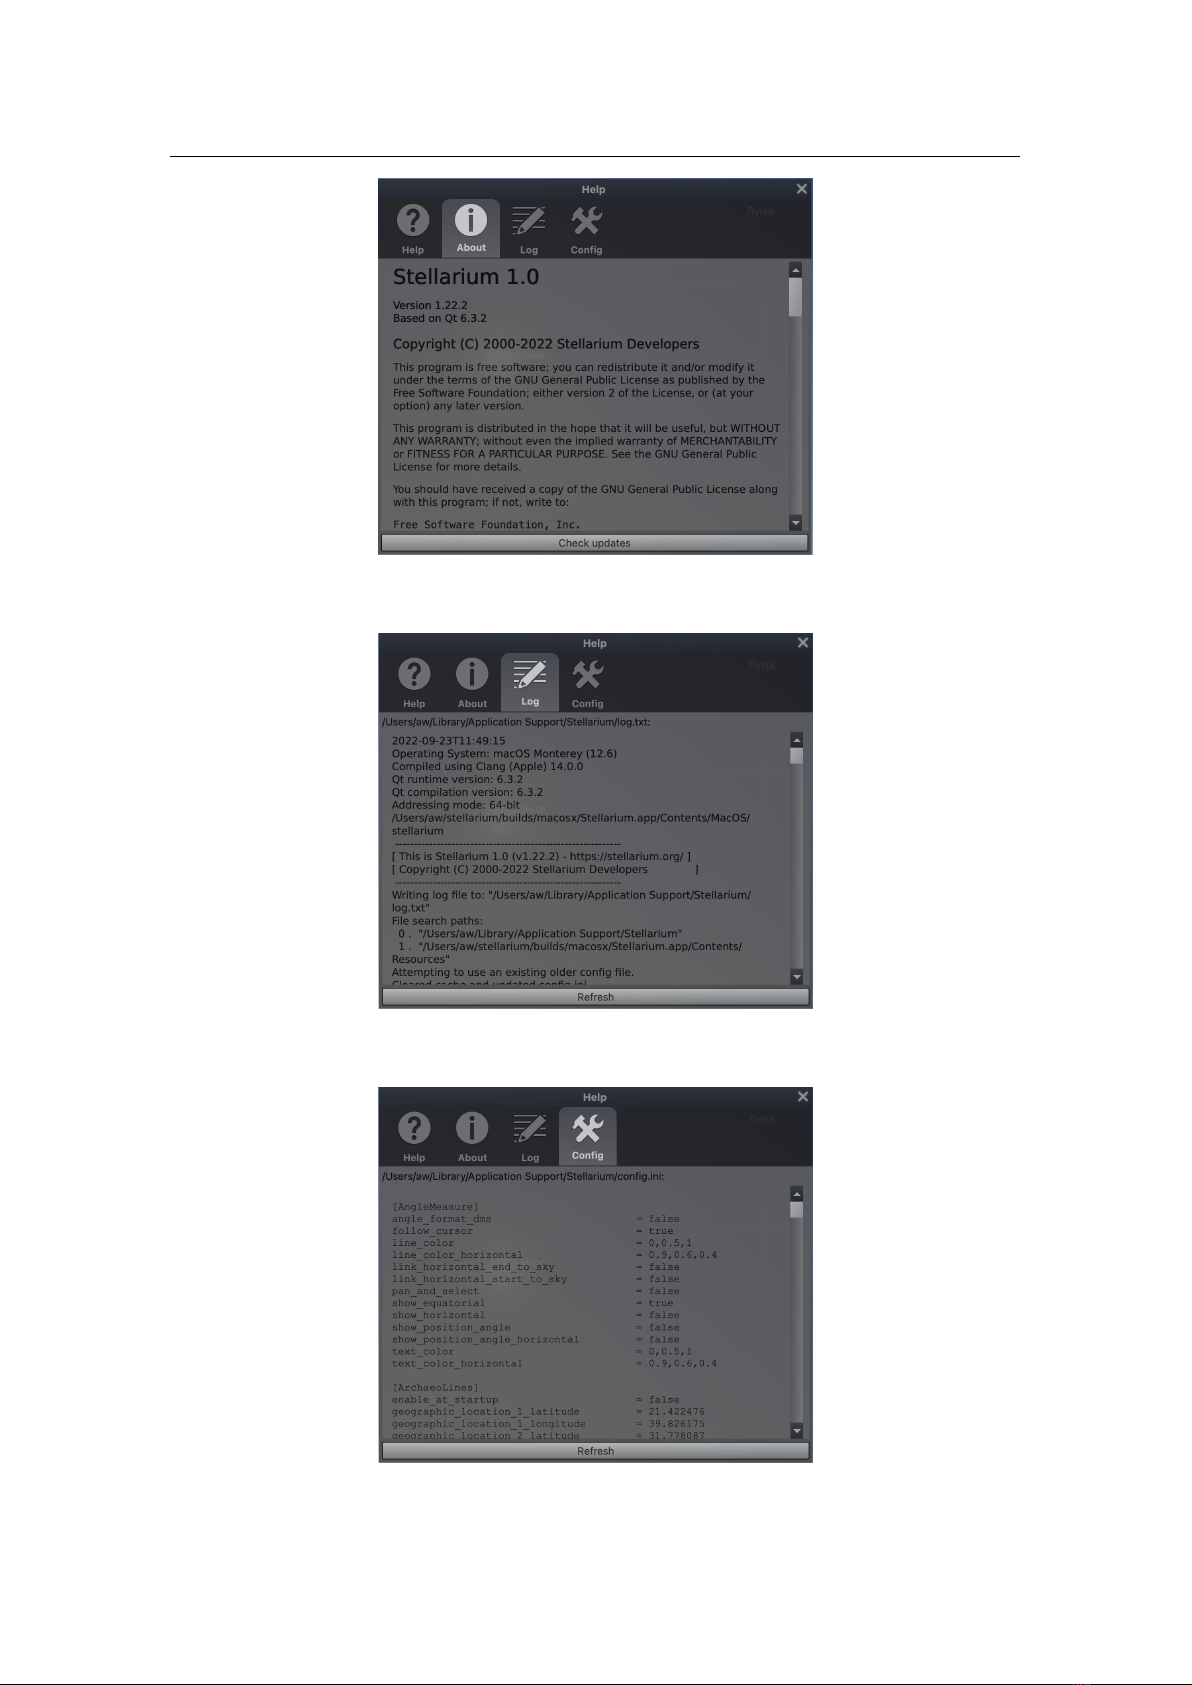 Help
Луна
Help
About
Log
Config
Stellarium 1.0
Version 1.22.2
Based on Qt 6.3.2
Copyright (C) 2000-2022 Stellarium Developers
This program is free software; you can redistribute it and/or modify it
under the terms of the GNU General Public License as published by the
Free Software Foundation; either version 2 of the License, or (at your
option) any later version.
This program is distributed in the hope that it will be useful, but WITHOUT
ANY WARRANTY; without even the implied warranty of MERCHANTABILITY
or FITNESS FOR A PARTICULAR PURPOSE. See the GNU General Public
License for more details.
You should have received a copy of the GNU General Public License along
with this program; if not, write to:
Free Software Foundation, Inc.
Check updates
Help
Луна
Help
About
Log
Config
/Users/aw/Library/Application Support/Stellarium/log.txt:
2022-09-23T11:49:15
Operating System: macOS Monterey (12.6)
Compiled using Clang (Apple) 14.0.0
Qt runtime version: 6.3.2
Qt compilation version: 6.3.2
Addressing mode: 64-bit
/Users/aw/stellarium/builds/macosx/Stellarium.app/Contents/MacOS/
stellarium
------------------------------------------------------------
[ This is Stellarium 1.0 (v1.22.2) - https://stellarium.org/ ]
[ Copyright (C) 2000-2022 Stellarium Developers ]
------------------------------------------------------------
Writing log file to: "/Users/aw/Library/Application Support/Stellarium/
log.txt"
File search paths:
0 . "/Users/aw/Library/Application Support/Stellarium"
1 . "/Users/aw/stellarium/builds/macosx/Stellarium.app/Contents/
Resources"
Attempting to use an existing older config file.
Cleared cache and updated config.ini
Refresh
Help
Луна
Help
About
Log
Config
/Users/aw/Library/Application Support/Stellarium/config.ini:
[AngleMeasure]
angle_format_dms = false
follow_cursor = true
line_color = 0,0.5,1
line_color_horizontal = 0.9,0.6,0.4
link_horizontal_end_to_sky = false
link_horizontal_start_to_sky = false
pan_and_select = false
show_equatorial = true
show_horizontal = false
show_position_angle = false
show_position_angle_horizontal = false
text_color = 0,0.5,1
text_color_horizontal = 0.9,0.6,0.4
[ArchaeoLines]
enable_at_startup = false
geographic_location_1_latitude = 21.422476
geographic_location_1_longitude = 39.826175
geographic_location_2_latitude = 31.778087
Refresh